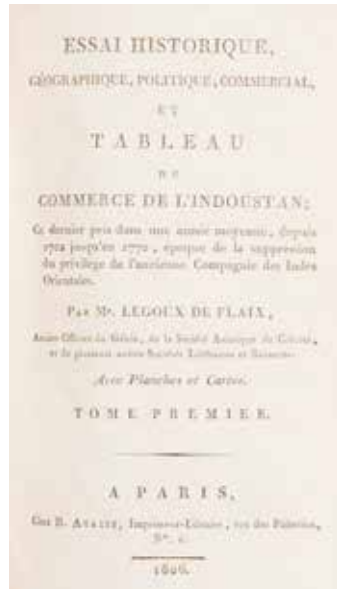 ESSAI HISTORIQUE,
GÉOGRAPHIQUE, POLITIQUE, COMMERCIAL,
ET
TABLEAU
DU
COMMERCE DE L'INDOUSTAN;
Ce dernier pris dans une année moyenne, depuis
1702 jusqu'en 1770, époque de la suppression
du privilège de l'ancienne Compagnie des Indes
Orientales.
PAR Mr. LEGOUX DE FLAIX,
Ancien Officier du Génie, de la Société Asiatique de
et de plusieurs autres Sociétés Littéraires et
Avec Planches et Cartes.
TOME PREMIER.
A PARIS,
Imprimeur-Libraire, rue des
1806.